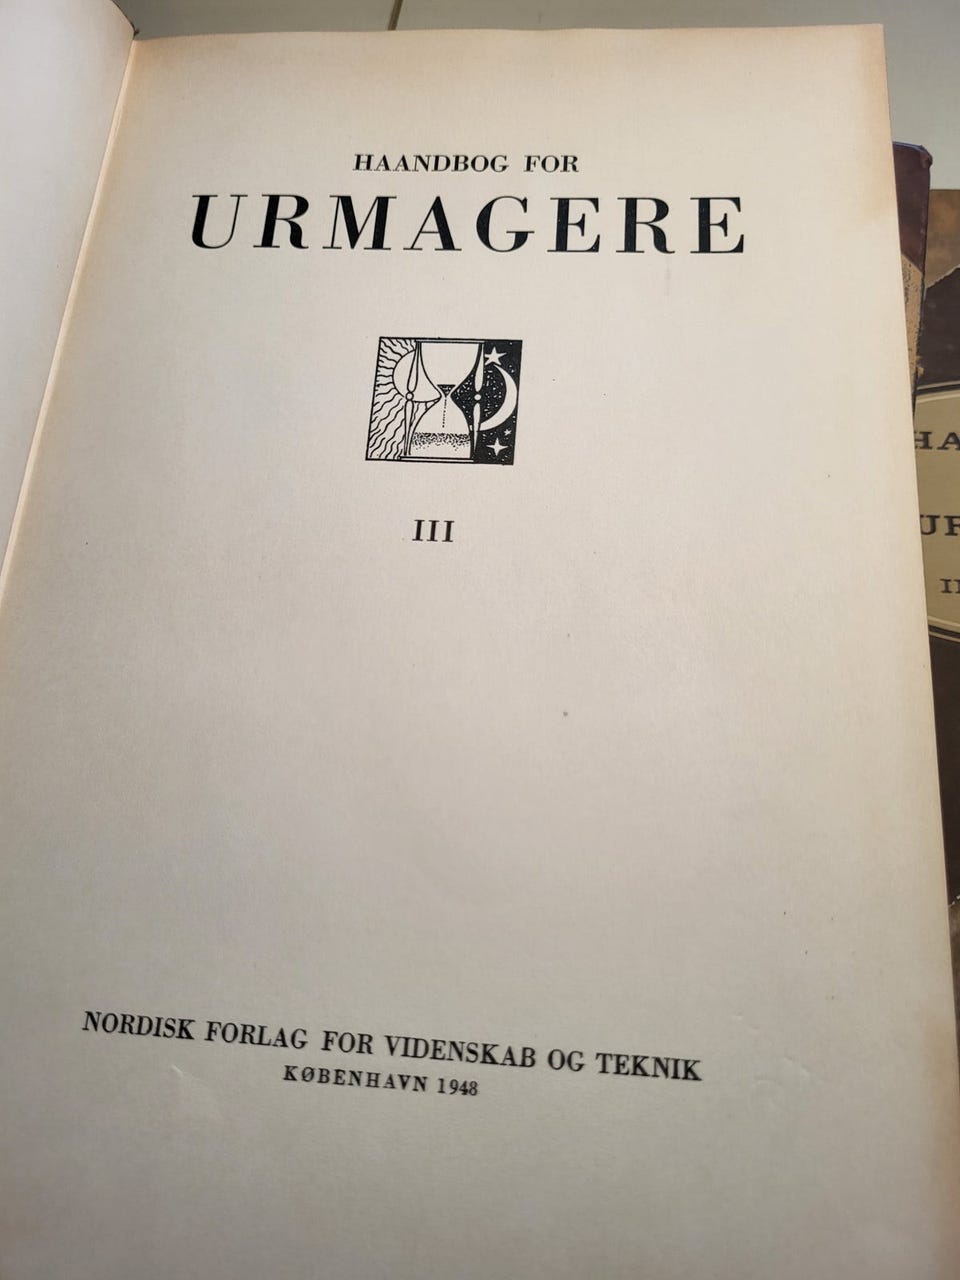 HAANDBOG FOR
URMAGERE
III
NORDISK FORLAG FOR VIDENSKAB OG TEKNIK
KØBENHAVN 1948